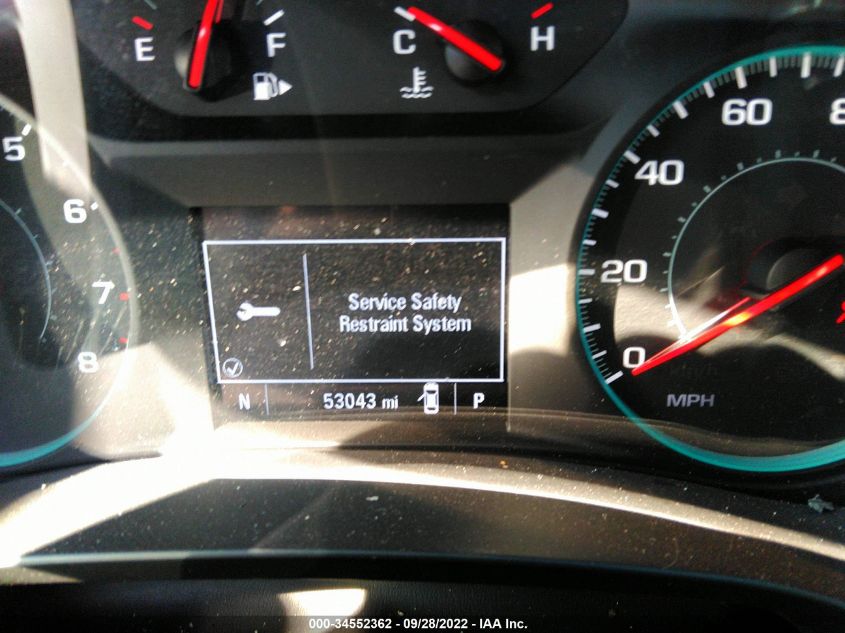 E F
C H
5
6
7
8
0
20
40
60
8
Service Safety
Restraint System
N 53043 mi P
MPH
000-34552362 - 09/28/2022 - IAA Inc.